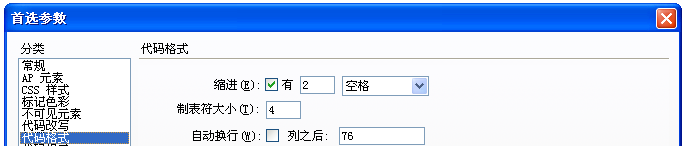 首选参数
分类
常规
AP 元素
CSS 样式
标记色彩
不可见元素
代码改写
代码格式
代码格式
缩进(E): 有 2 空格
制表符大小(T): 4
自动换行(W): 列之后: 76